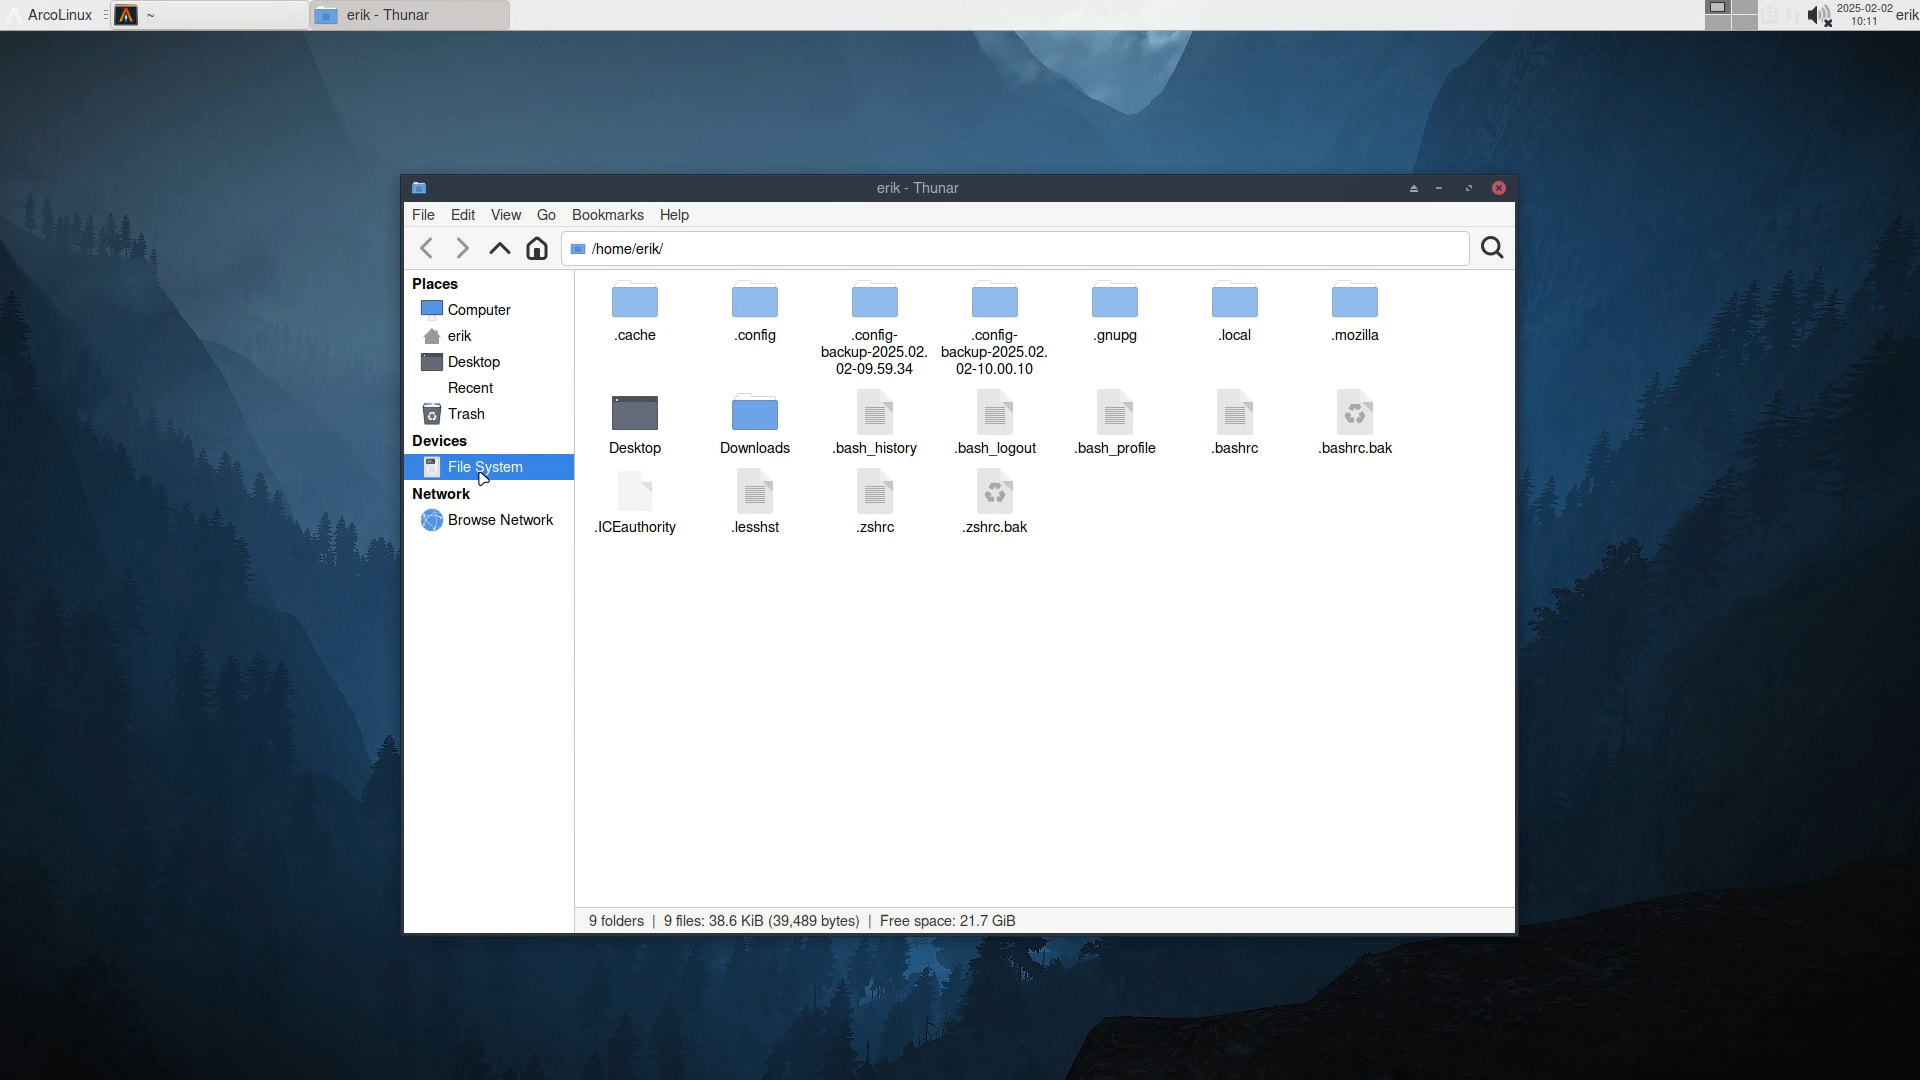 ArcoLinux
~
erik - Thunar
2025-02-02
10:11
erik
erik - Thunar
File Edit View Go Bookmarks Help
/home/erik/
Places
Computer
erik
Desktop
Recent
Trash
Devices
File System
Network
Browse Network
.cache
.config
.config-
backup-2025.02.
02-09.59.34
.config-
backup-2025.02.
02-10.00.10
.gnupg
.local
.mozilla
Desktop
Downloads
.bash_history
.bash_logout
.bash_profile
.bashrc
.bashrc.bak
.ICEauthority
.lesshst
.zshrc
.zshrc.bak
9 folders | 9 files: 38.6 KiB (39,489 bytes) | Free space: 21.7 GiB